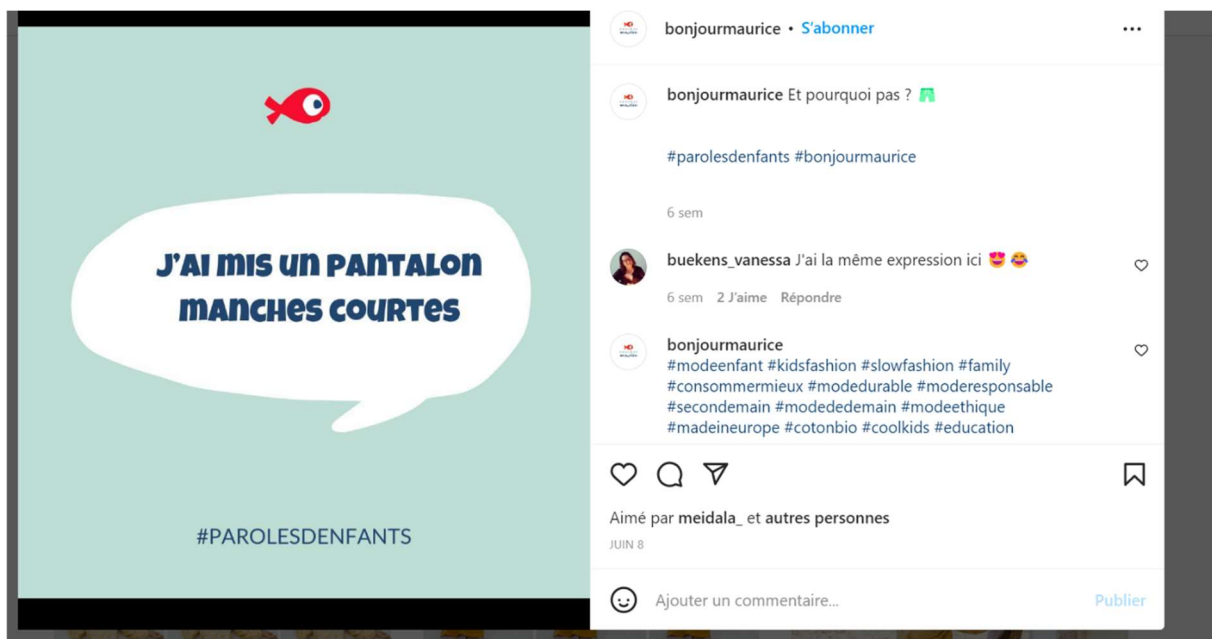 J'AI MIS UN PANTALON
MANCHES COURTES
#PAROLESDENFANTS
bonjourmaurice • S'abonner
bonjourmaurice Et pourquoi pas ? 🩳
#parolesdenfants #bonjourmaurice
6 sem
buekens_vanessa J'ai la même expression ici 😍 😂
6 sem 2 J'aime Répondre
bonjourmaurice
#modeenfant #kidsfashion #slowfashion #family
#consommermieux #modedurable #moderesponsable
#secondemain #modededemain #modeethique
#madeineurope #cotonbio #coolkids #education
Aimé par meidala_ et autres personnes
JUIN 8
Ajouter un commentaire...
Publier